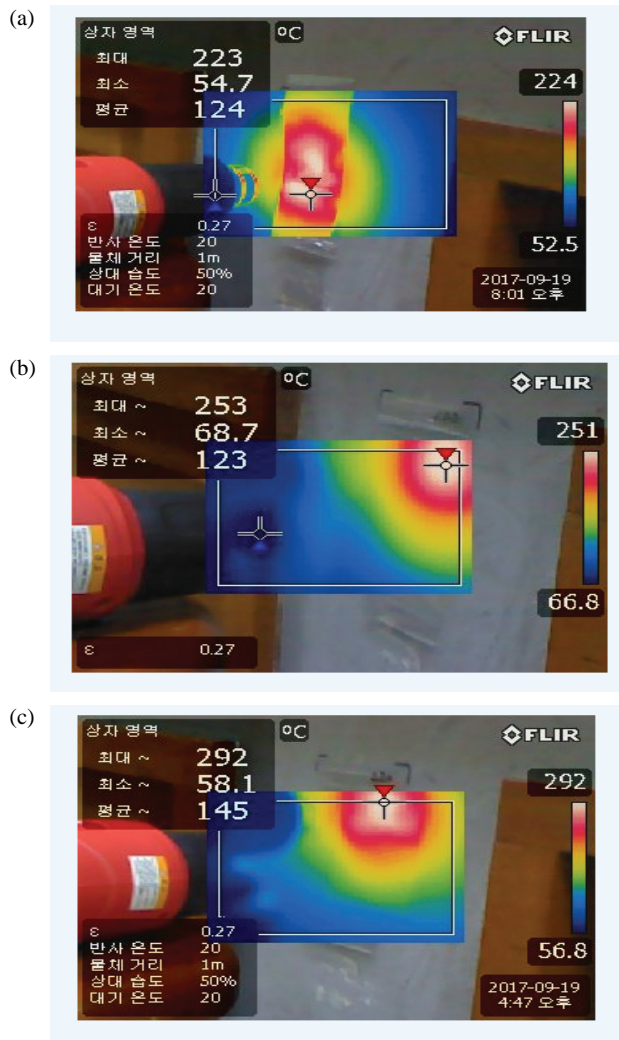 (a)
상자 영역 °C FLIR
최대 223
최소 54.7
평균 124
224
ε 0.27
반사 온도 20
물체 거리 1m
상대 습도 50%
대기 온도 20
52.5
2017-09-19
8:01 오후
(b)
상자 영역 °C FLIR
최대 ~ 253
최소 ~ 68.7
평균 ~ 123
251
66.8
ε 0.27
(c)
상자 영역 °C FLIR
최대 ~ 292
최소 ~ 58.1
평균 ~ 145
292
ε 0.27
반사 온도 20
물체 거리 1m
상대 습도 50%
대기 온도 20
56.8
2017-09-19
4:47 오후